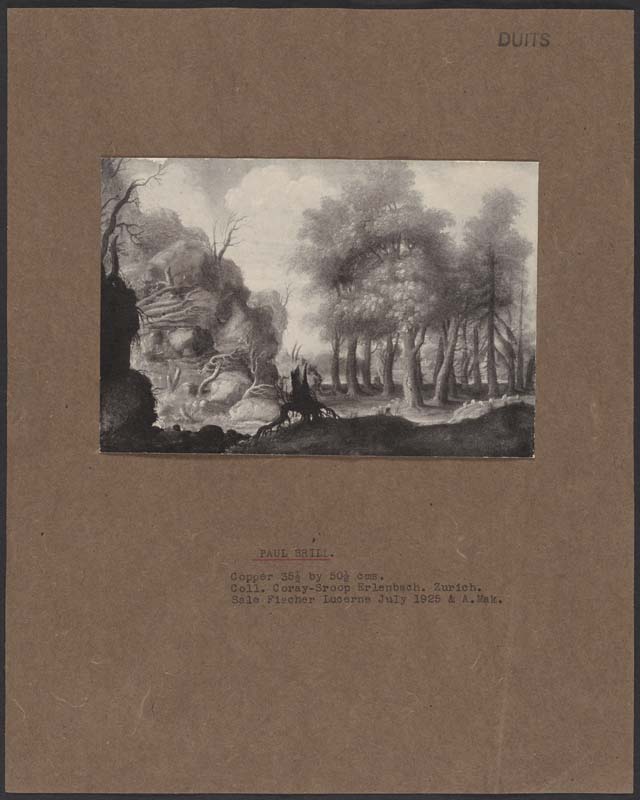 DUITS
PAUL BRILL.
Copper 35½ by 50½ cms.
Coll. Coray-Sroop Erlenbach. Zurich.
Sale Fischer Lucerne July 1925 & A.Mak.